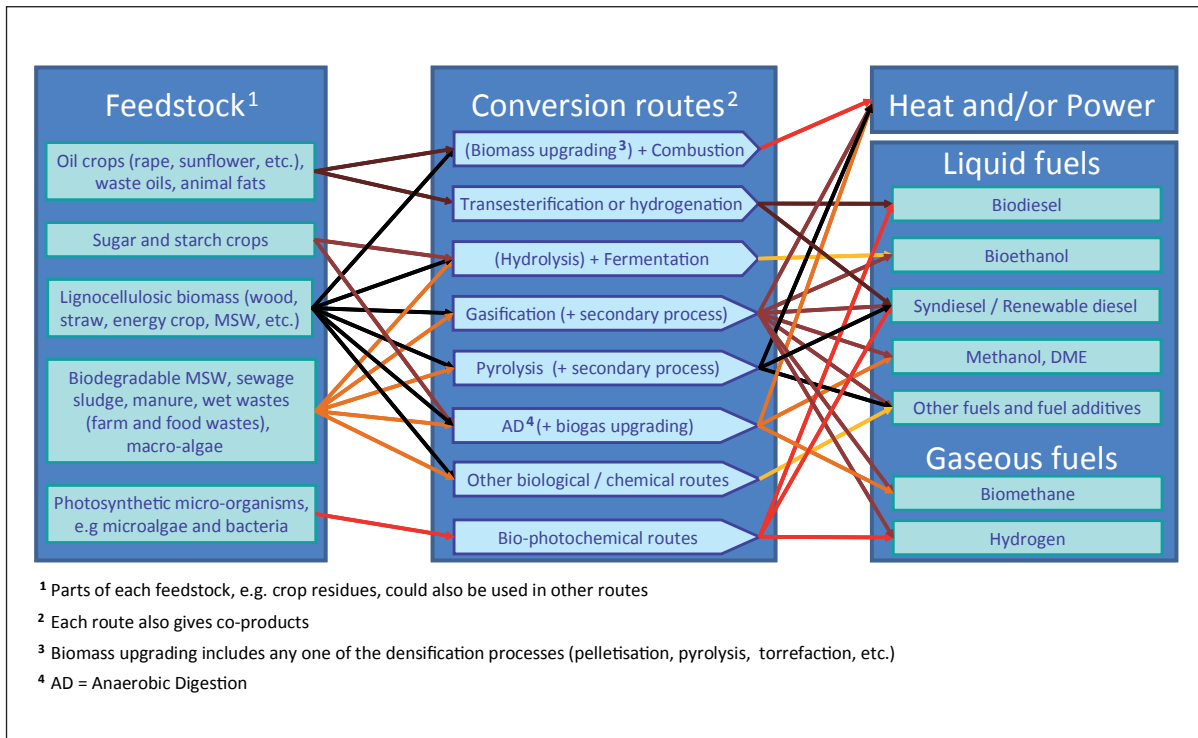 Feedstock¹
Oil crops (rape, sunflower, etc.),
waste oils, animal fats
Sugar and starch crops
Lignocellulosic biomass (wood,
straw, energy crop, MSW, etc.)
Biodegradable MSW, sewage
sludge, manure, wet wastes
(farm and food wastes),
macro-algae
Photosynthetic micro-organisms,
e.g microalgae and bacteria
Conversion routes²
(Biomass upgrading³) + Combustion
Transesterification or hydrogenation
(Hydrolysis) + Fermentation
Gasification (+ secondary process)
Pyrolysis (+ secondary process)
AD⁴ (+ biogas upgrading)
Other biological / chemical routes
Bio-photochemical routes
Heat and/or Power
Liquid fuels
Biodiesel
Bioethanol
Syndiesel / Renewable diesel
Methanol, DME
Other fuels and fuel additives
Gaseous fuels
Biomethane
Hydrogen
¹ Parts of each feedstock, e.g. crop residues, could also be used in other routes
² Each route also gives co-products
³ Biomass upgrading includes any one of the densification processes (pelletisation, pyrolysis, torrefaction, etc.)
⁴ AD = Anaerobic Digestion